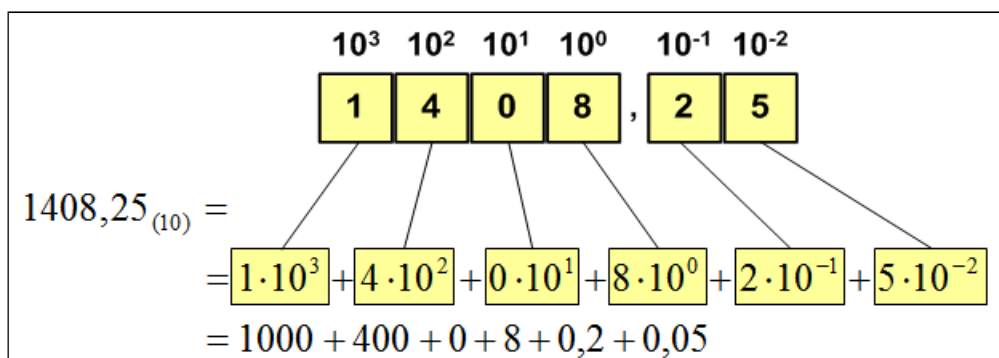 10³ 10² 10¹ 10⁰ 10⁻¹ 10⁻²
1 4 0 8 , 2 5
1408,25₍₁₀₎ =
= 1·10³ + 4·10² + 0·10¹ + 8·10⁰ + 2·10⁻¹ + 5·10⁻²
= 1000 + 400 + 0 + 8 + 0,2 + 0,05